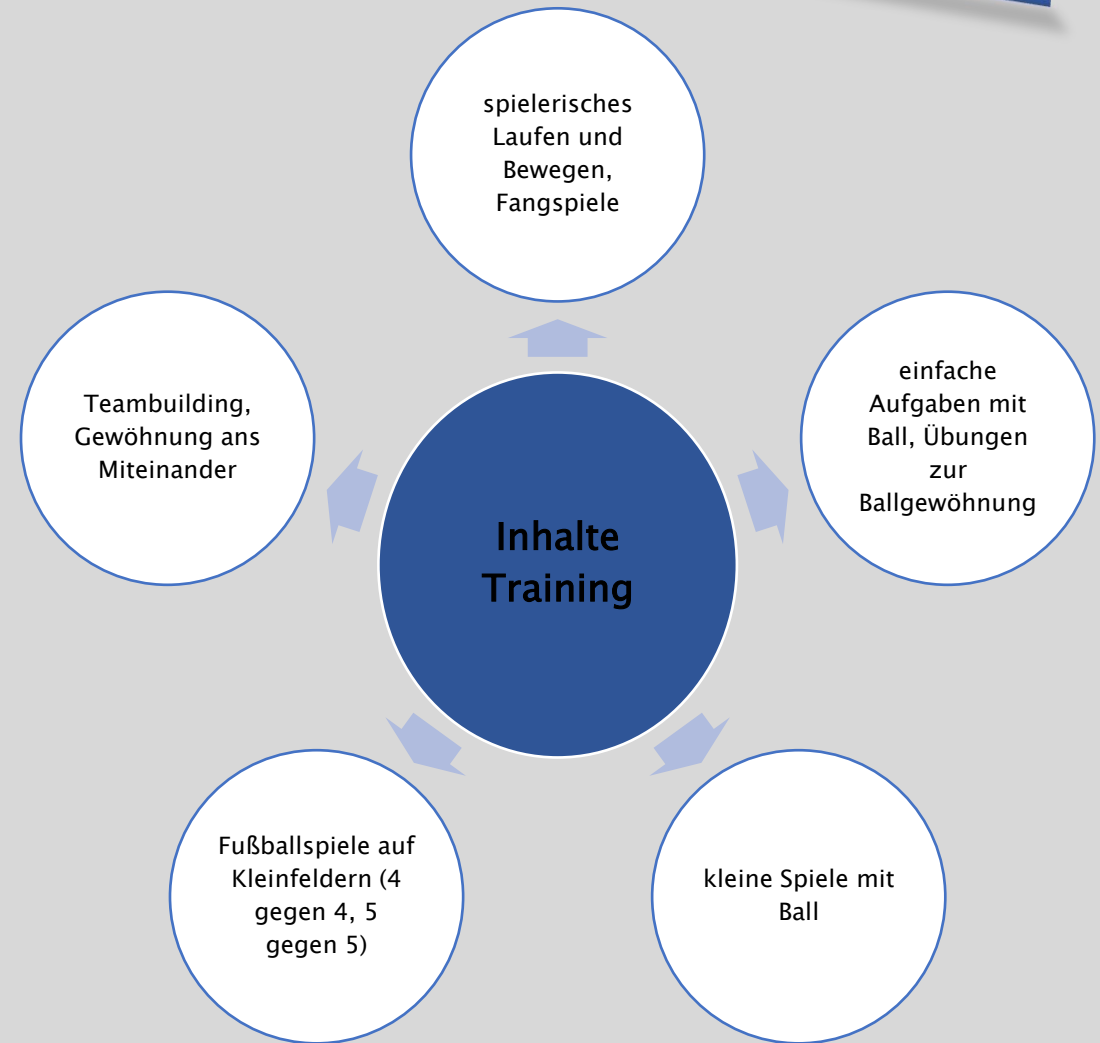 spielerisches
Laufen und
Bewegen,
Fangspiele
einfache
Aufgaben mit
Ball, Übungen
zur
Ballgewöhnung
Teambuilding,
Gewöhnung ans
Miteinander
Inhalte
Training
Fußballspiele auf
Kleinfeldern (4
gegen 4, 5
gegen 5)
kleine Spiele mit
Ball